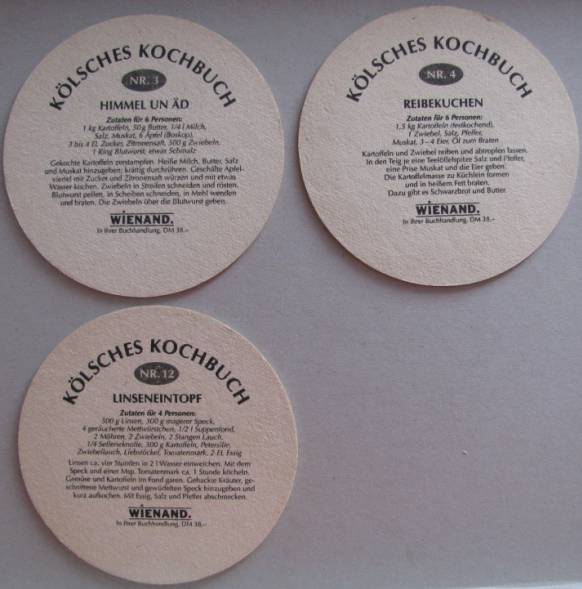 KÖLSCHES KOCHBUCH
NR. 3
HIMMEL UN ÄD
Zutaten für 6 Personen:
1 kg Kartoffeln, 50 g Butter, 1/4 l Milch,
Salz, Muskat, 6 Äpfel (Boskop),
3 bis 4 EL Zucker, Zitronensaft, 500 g Zwiebeln,
1 Ring Blutwurst, etwas Schmalz
Gekochte Kartoffeln zerstampfen. Heiße Milch, Butter, Salz
und Muskat hinzugeben; krätig durchrühren. Geschälte Apfel-
viertel mit Zucker und Zitronensaft würzen und mit etwas
Wasser kochen. Zwiebeln in Streifen schneiden und rösten.
Blutwurst pellen, in Scheiben schneiden, in Mehl wenden
und braten. Die Zwiebeln über die Blutwurst geben.
WIENAND.
In Ihrer Buchhandlung, DM 38,–
KÖLSCHES KOCHBUCH
NR. 4
REIBEKUCHEN
Zutaten für 6 Personen:
1,5 kg Kartoffeln (festkochend),
1 Zwiebel, Salz, Pfeffer,
Muskat, 3–4 Eier, Öl zum Braten
Kartoffeln und Zwiebel reiben und abtropfen lassen.
In den Teig je eine Teelöffelspitze Salz und Pfeffer,
eine Prise Muskat und die Eier geben.
Die Kartoffelmasse zu Küchlein formen
und in heißem Fett braten.
Dazu gibt es Schwarzbrot und Butter.
WIENAND.
In Ihrer Buchhandlung, DM 38,–
KÖLSCHES KOCHBUCH
NR. 12
LINSENEINTOPF
Zutaten für 4 Personen:
500 g Linsen, 300 g magerer Speck,
4 geräucherte Mettwürstchen, 1/2 l Suppenfond,
2 Möhren, 2 Zwiebeln, 2 Stangen Lauch,
1/4 Sellerieknolle, 300 g Kartoffeln, Petersilie,
Zwiebellauch, Liebstöckel, Tomatenmark, 2 EL Essig
Linsen ca. vier Stunden in 2 l Wasser einweichen. Mit dem
Speck und einer Msp. Tomatenmark ca. 1 Stunde köcheln.
Gemüse und Kartoffeln im Fond garen. Gehackte Kräuter, ge-
schnittene Mettwurst und gewürfelten Speck hinzugeben und
kurz aufkochen. Mit Essig, Salz und Pfeffer abschmecken.
WIENAND.
In Ihrer Buchhandlung, DM 38,–